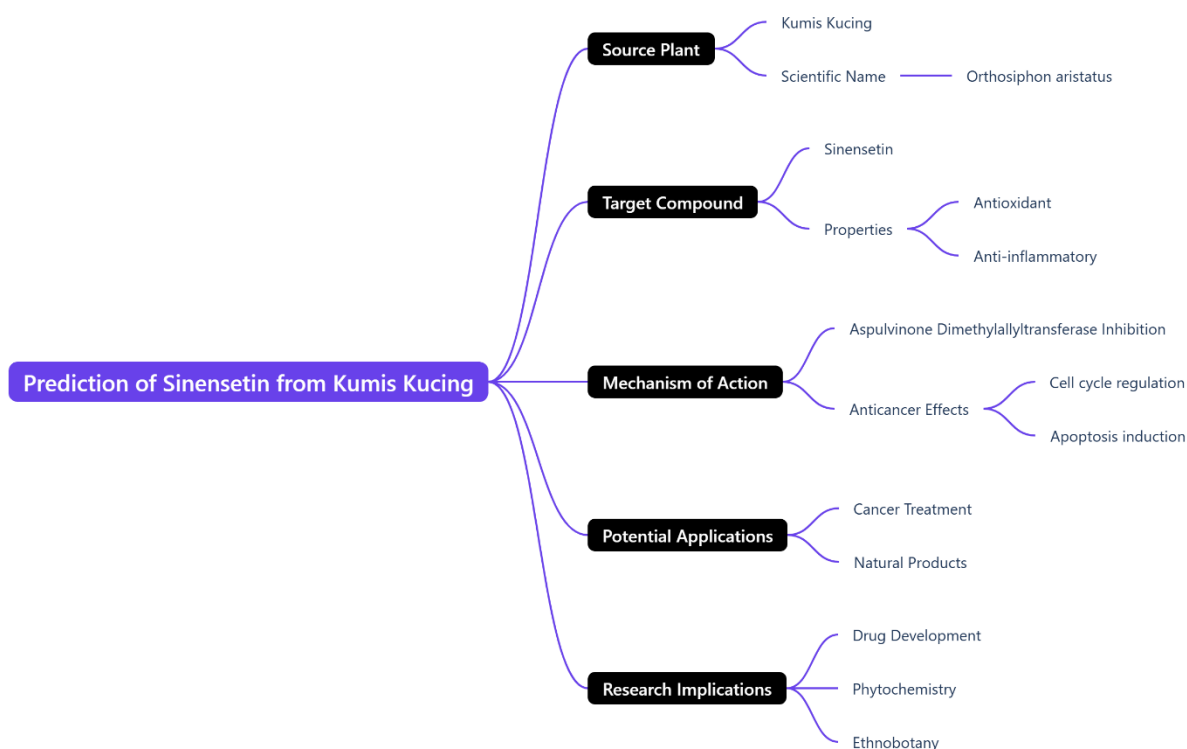 Prediction of Sinensetin from Kumis Kucing
Source Plant
Kumis Kucing
Scientific Name
Orthosiphon aristatus
Target Compound
Sinensetin
Properties
Antioxidant
Anti-inflammatory
Mechanism of Action
Aspulvinone Dimethylallyltransferase Inhibition
Anticancer Effects
Cell cycle regulation
Apoptosis induction
Potential Applications
Cancer Treatment
Natural Products
Research Implications
Drug Development
Phytochemistry
Ethnobotany